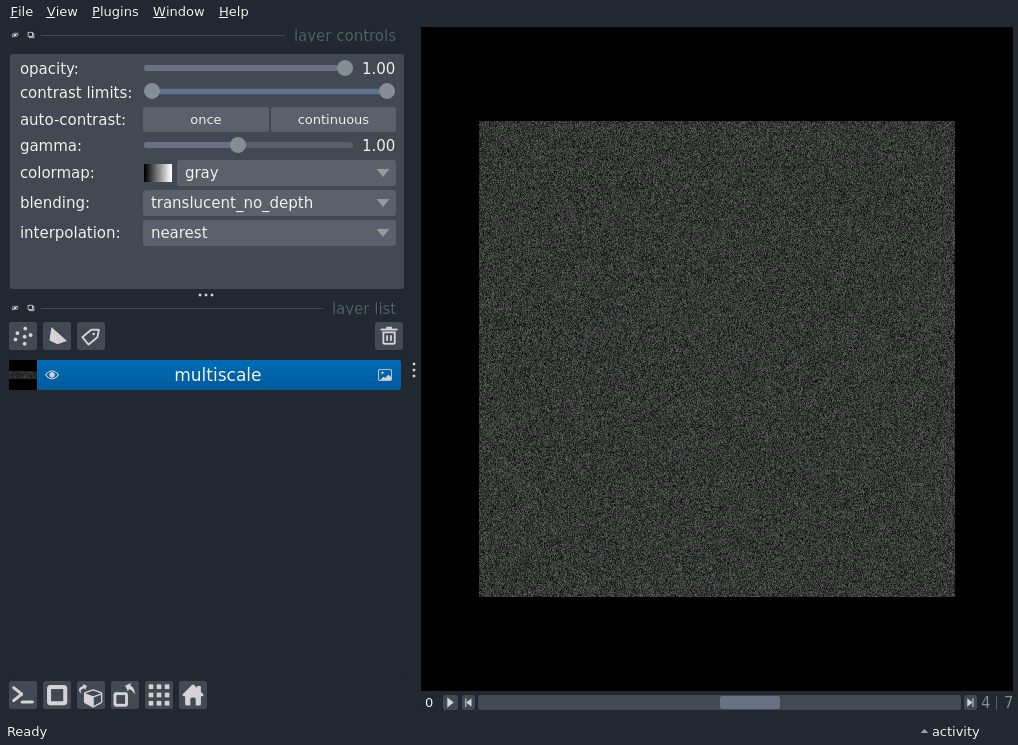 File View Plugins Window Help
layer controls
opacity: 1.00
contrast limits:
auto-contrast: once continuous
gamma: 1.00
colormap: gray
blending: translucent_no_depth
interpolation: nearest
layer list
multiscale
0 4 | 7
Ready activity